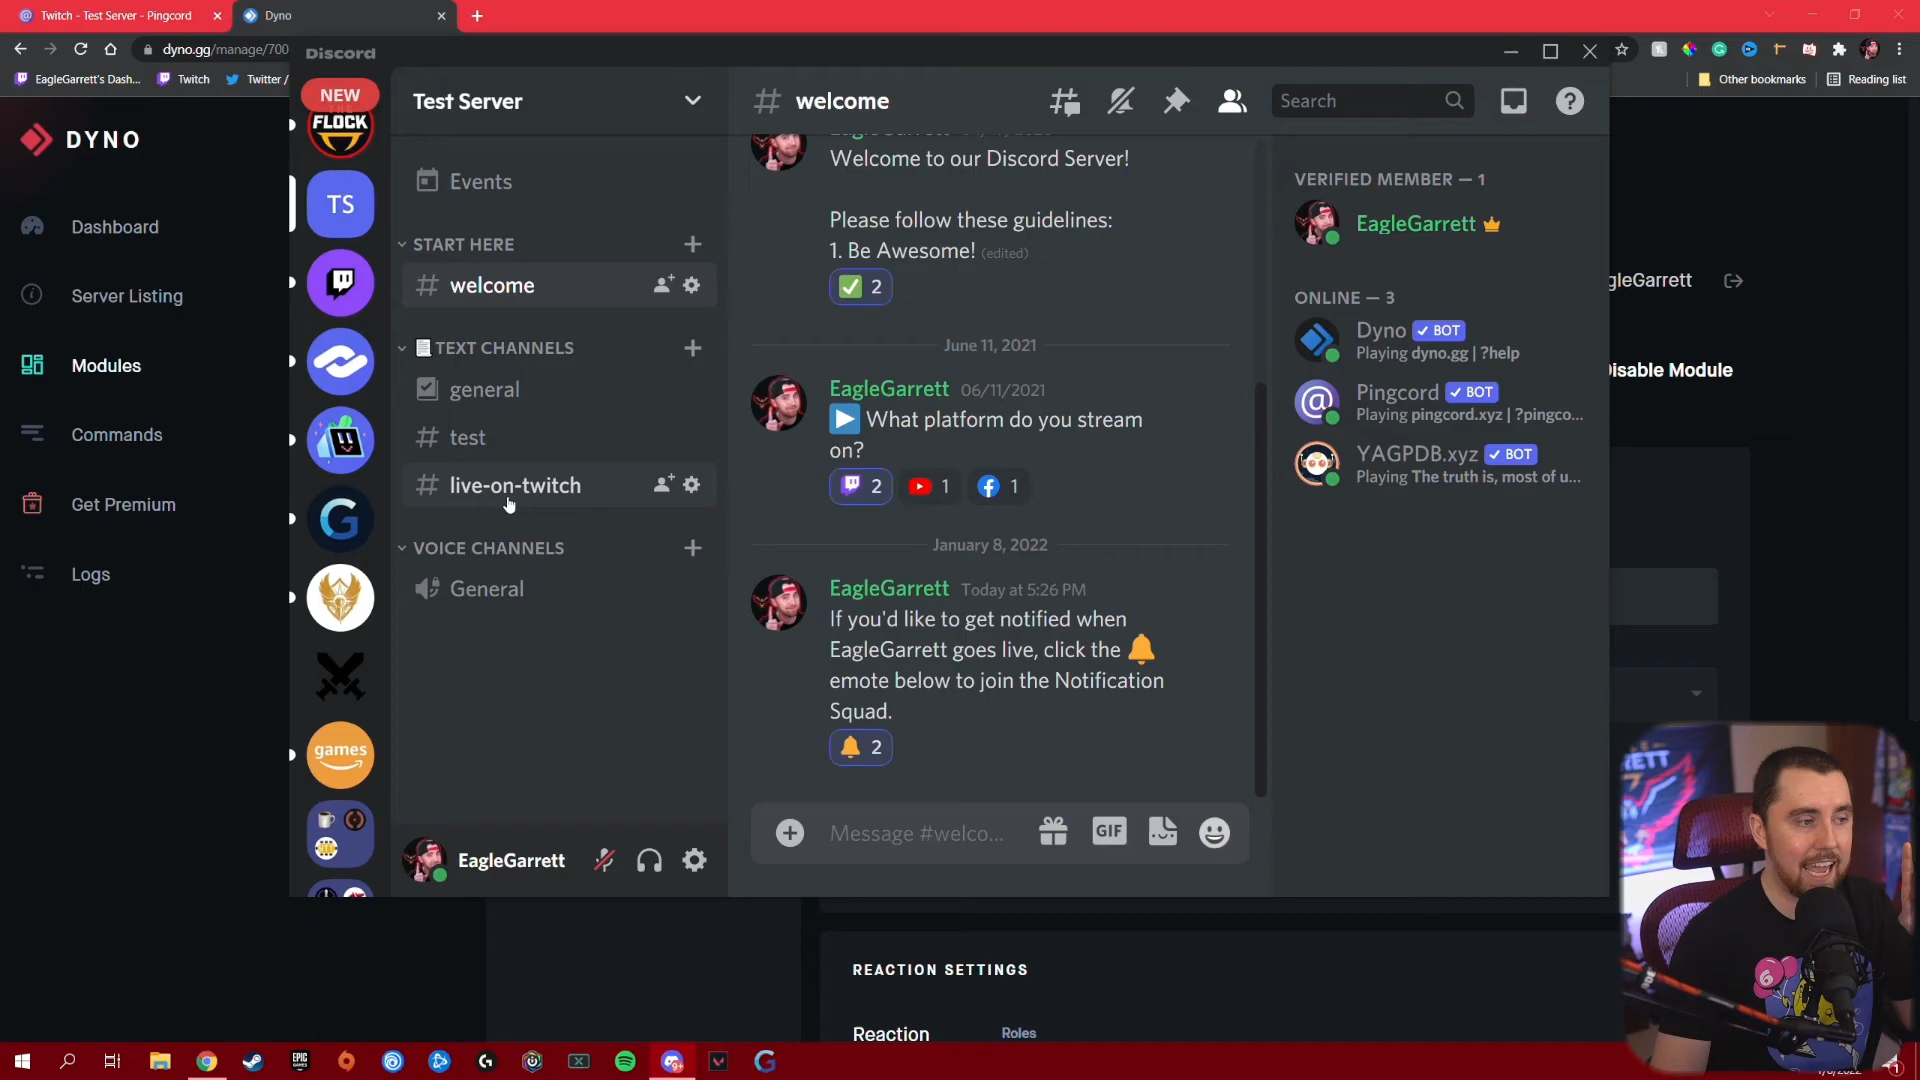 Twitch - Test Server - Pingcord
Dyno
dyno.gg/manage/700
EagleGarrett's Dash...
Twitch
Twitter /
Other bookmarks
Reading list
DYNO
Dashboard
Server Listing
Modules
Commands
Get Premium
Logs
Discord
NEW
THE
FLOCK
TS
games
Test Server
Events
START HERE
welcome
TEXT CHANNELS
general
test
live-on-twitch
VOICE CHANNELS
General
EagleGarrett
welcome
Search
Welcome to our Discord Server!
Please follow these guidelines:
1. Be Awesome! (edited)
2
June 11, 2021
EagleGarrett 06/11/2021
What platform do you stream
on?
2
1
1
January 8, 2022
EagleGarrett Today at 5:26 PM
If you'd like to get notified when
EagleGarrett goes live, click the
emote below to join the Notification
Squad.
2
Message #welco...
GIF
VERIFIED MEMBER — 1
EagleGarrett
ONLINE — 3
Dyno BOT
Playing dyno.gg | ?help
Pingcord BOT
Playing pingcord.xyz | ?pingco...
YAGPDB.xyz BOT
Playing The truth is, most of u...
gleGarrett
Disable Module
REACTION SETTINGS
Reaction
Roles
EPIC
GAMES